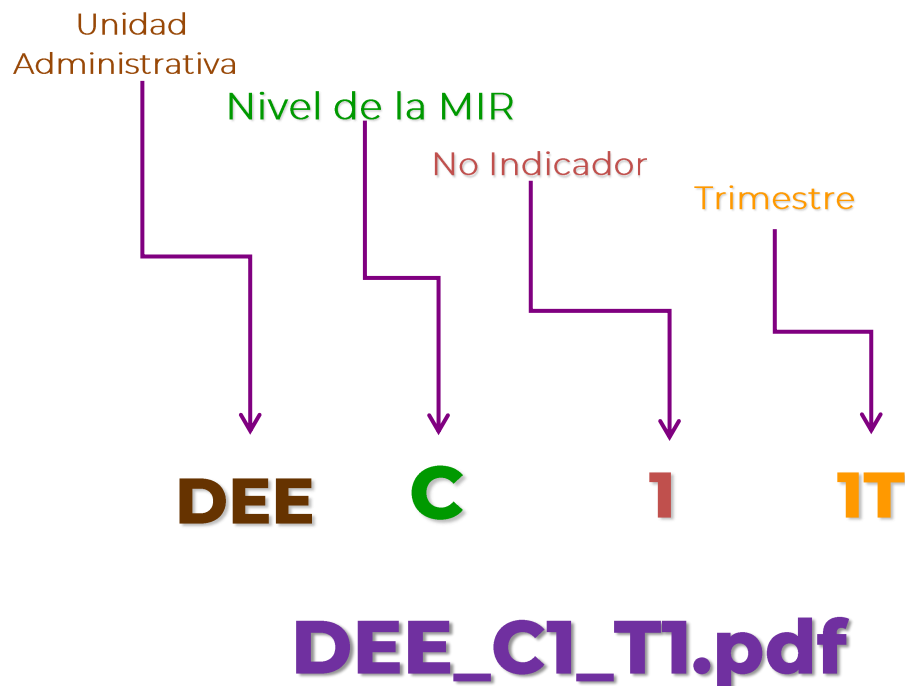 Unidad
Administrativa
Nivel de la MIR
No Indicador
Trimestre
DEE C 1 1T
DEE_C1_T1.pdf